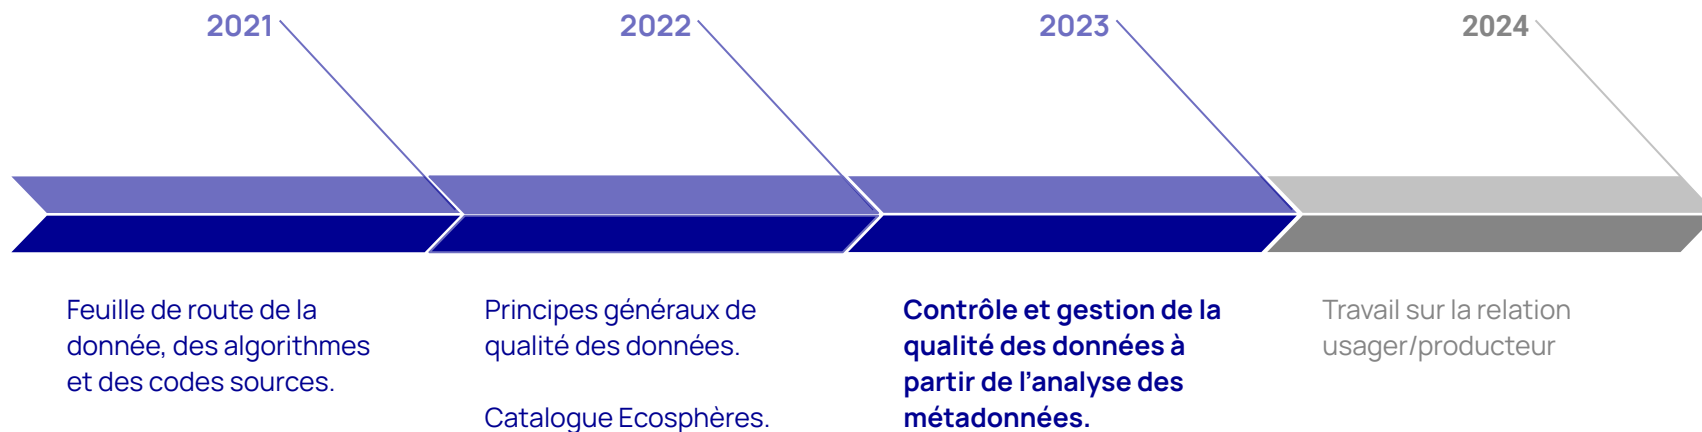 2021
2022
2023
2024
Feuille de route de la
donnée, des algorithmes
et des codes sources.
Principes généraux de
qualité des données.
Catalogue Ecosphères.
Contrôle et gestion de la
qualité des données à
partir de l’analyse des
métadonnées.
Travail sur la relation
usager/producteur